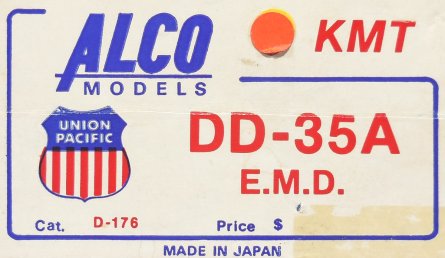 ALCO
MODELS
KMT
UNION
PACIFIC
DD-35A
E.M.D.
Cat. D-176 Price $
MADE IN JAPAN